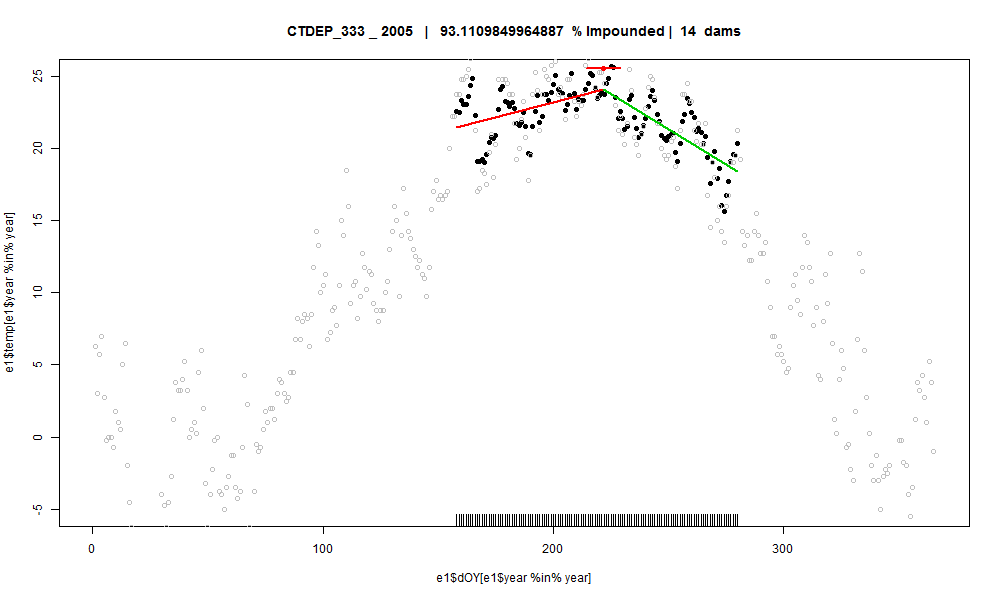 CTDEP_333 _ 2005 | 93.1109849964887 % Impounded | 14 dams
25
20
15
10
5
0
-5
e1$temp[e1$year %in% year]
0 100 200 300
e1$dOY[e1$year %in% year]